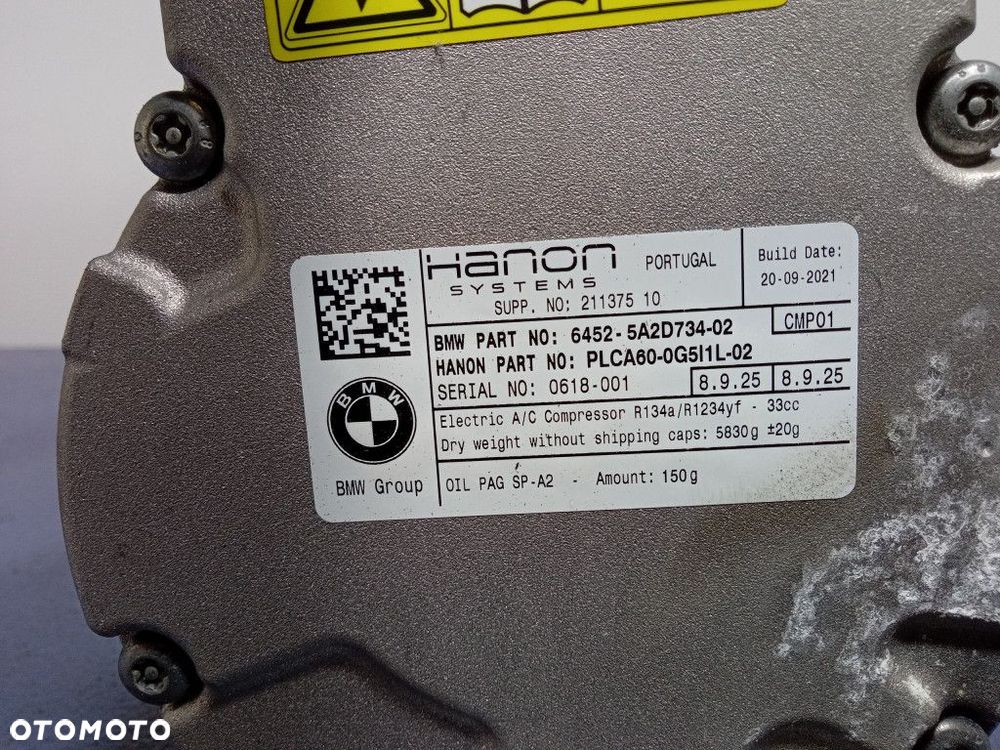 Hanon
SYSTEMS
PORTUGAL
Build Date:
20-09-2021
SUPP. NO: 211375 10
BMW PART NO: 6452-5A2D734-02
CMP01
HANON PART NO: PLCA60-0G5I1L-02
SERIAL NO: 0618-001
8.9.25
8.9.25
Electric A/C Compressor R134a/R1234yf - 33cc
Dry weight without shipping caps: 5830g ±20g
OIL PAG SP-A2 - Amount: 150g
BMW
BMW Group
OTOMOTO